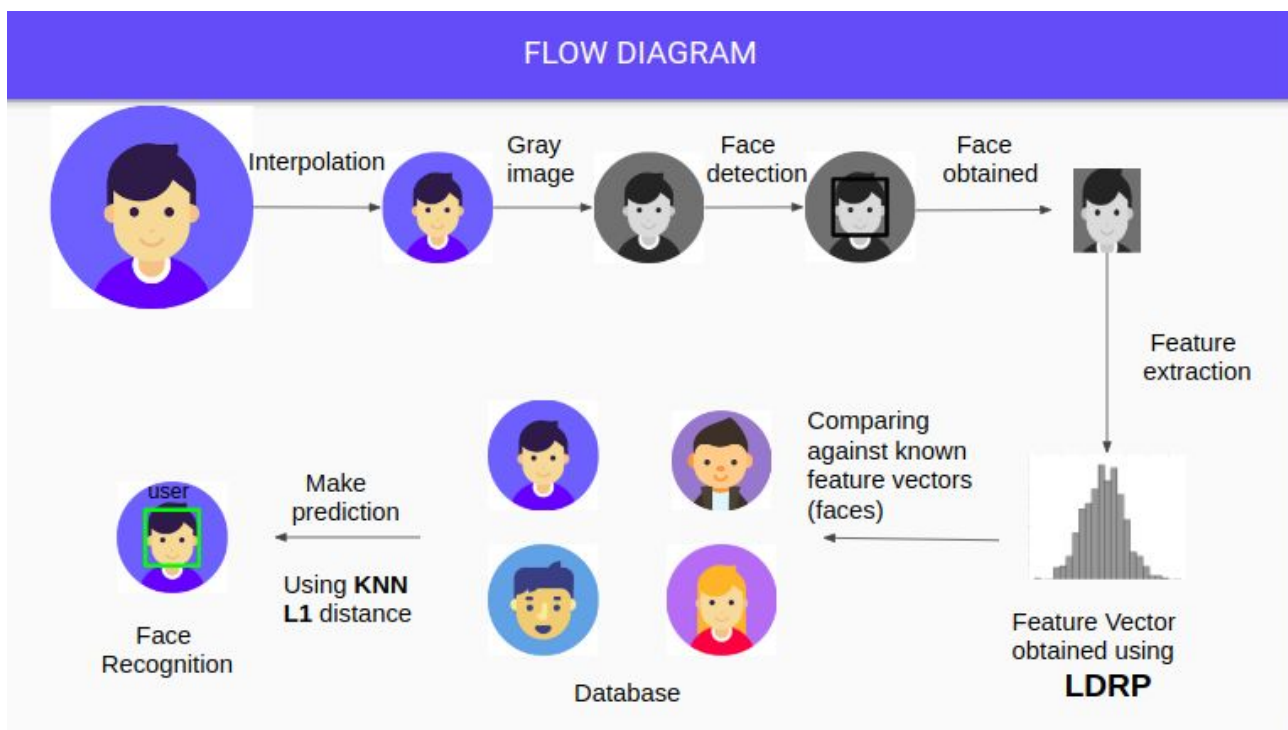 FLOW DIAGRAM
Interpolation
Gray
image
Face
detection
Face
obtained
Feature
extraction
Comparing
against known
feature vectors
(faces)
Feature Vector
obtained using
LDRP
Database
Make
prediction
Using KNN
L1 distance
user
Face
Recognition